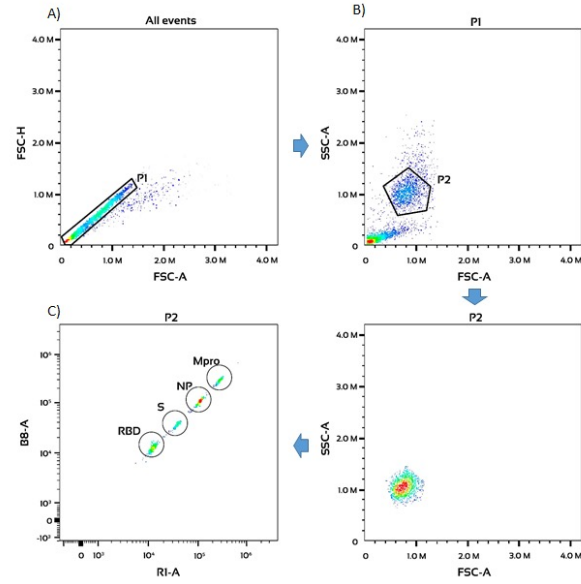 A)
All events
FSC-H
4.0 M
3.0 M
2.0 M
1.0 M
0
P1
0
1.0 M
2.0 M
3.0 M
4.0 M
FSC-A
B)
P1
SSC-A
4.0 M
3.0 M
2.0 M
1.0 M
0
P2
0
1.0 M
2.0 M
3.0 M
4.0 M
FSC-A
C)
P2
B8-A
10⁶
10⁵
10⁴
10³
0
-10³
Mpro
NP
S
RBD
0
10³
10⁴
10⁵
10⁶
R1-A
P2
SSC-A
4.0 M
3.0 M
2.0 M
1.0 M
0
0
1.0 M
2.0 M
3.0 M
4.0 M
FSC-A